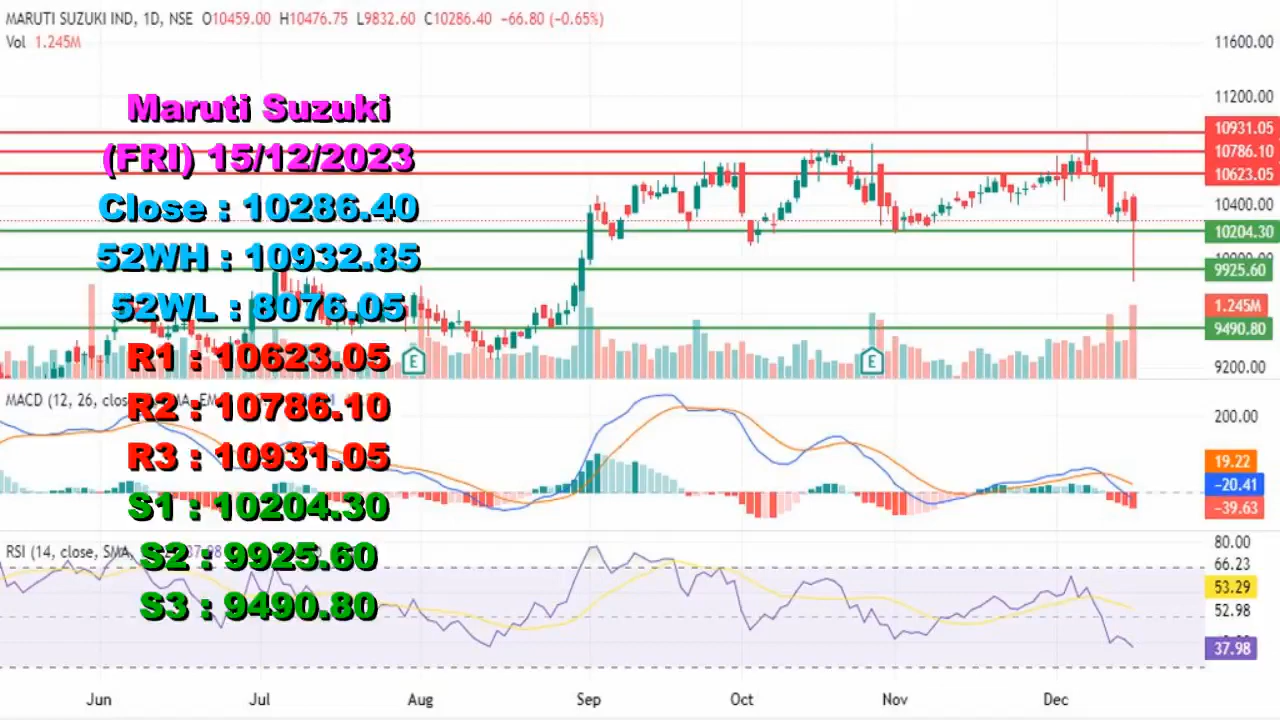 MARUTI SUZUKI IND, 1D, NSE O10459.00 H10476.75 L9832.60 C10286.40 −66.80 (−0.65%)
Vol 1.245M
11600.00
11200.00
Maruti Suzuki
10931.05
(FRI) 15/12/2023
10786.10
10623.05
Close : 10286.40
10400.00
10204.30
52WH : 10932.85
9925.60
52WL : 8076.05
1.245M
9490.80
R1 : 10623.05
E
E
9200.00
MACD (12, 26,
R2 : 10786.10
200.00
R3 : 10931.05
19.22
−20.41
−39.63
S1 : 10204.30
RSI (14, close, SMA,
80.00
S2 : 9925.60
66.23
53.29
S3 : 9490.80
52.98
37.98
Jun Jul Aug Sep Oct Nov Dec